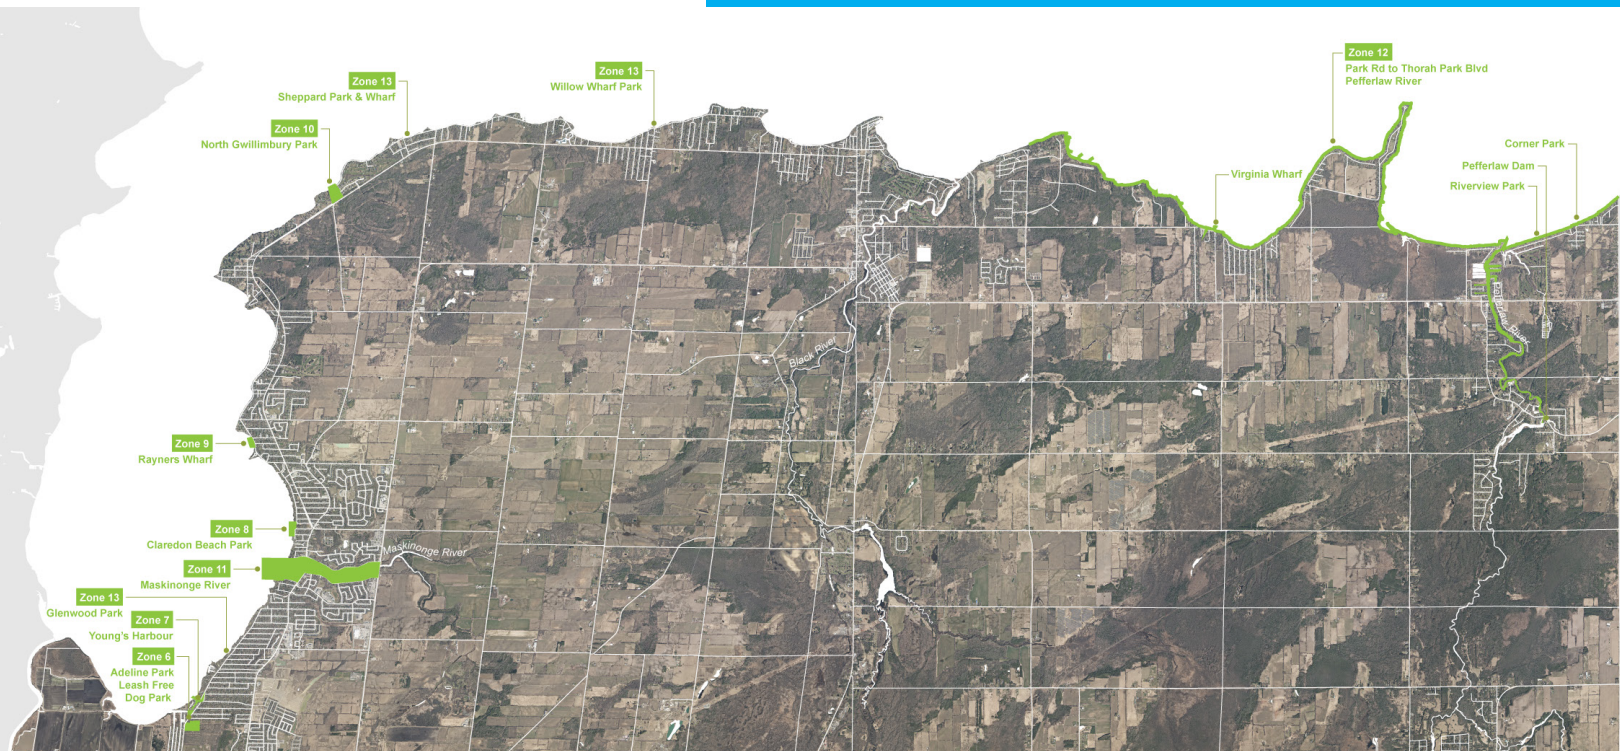 Zone 12
Park Rd to Thorah Park Blvd
Pefferlaw River
Zone 13
Willow Wharf Park
Zone 13
Sheppard Park & Wharf
Zone 10
North Gwillimbury Park
Corner Park
Pefferlaw Dam
Virginia Wharf
Riverview Park
Pefferlaw River
Black River
Zone 9
Rayners Wharf
Zone 8
Claredon Beach Park
Maskinonge River
Zone 11
Maskinonge River
Zone 13
Glenwood Park
Zone 7
Young's Harbour
Zone 6
Adeline Park
Leash Free
Dog Park